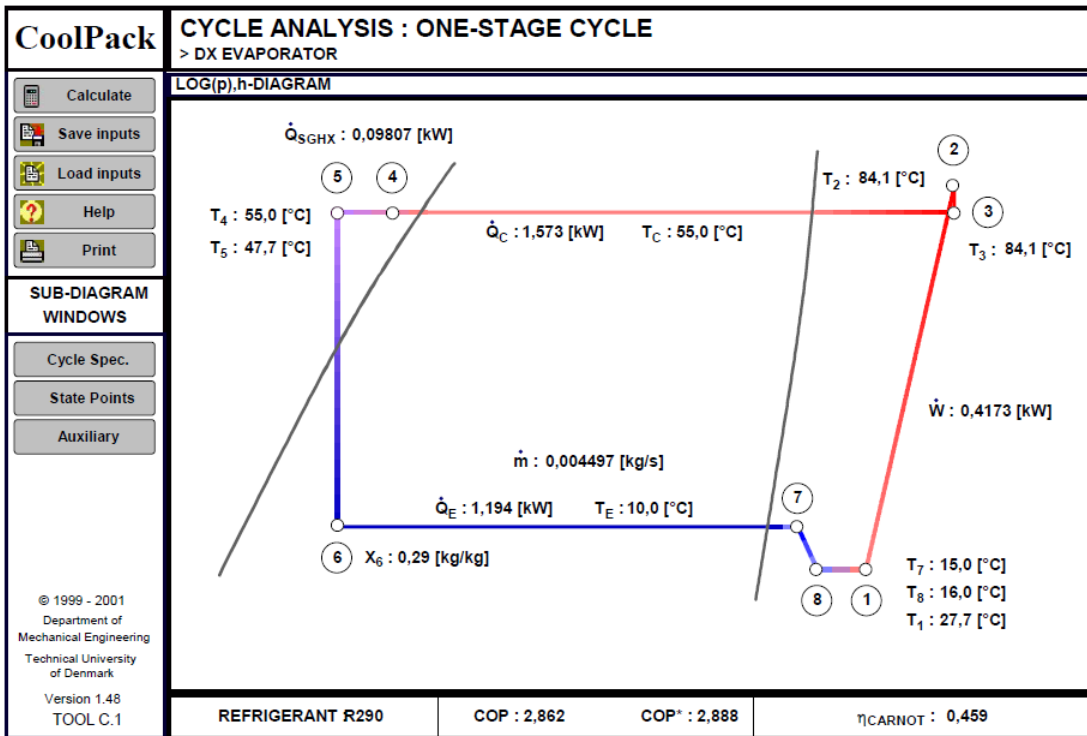 CoolPack
CYCLE ANALYSIS : ONE-STAGE CYCLE
> DX EVAPORATOR
LOG(p),h-DIAGRAM
Calculate
Save inputs
Load inputs
Help
Print
SUB-DIAGRAM
WINDOWS
Cycle Spec.
State Points
Auxiliary
© 1999 - 2001
Department of
Mechanical Engineering
Technical University
of Denmark
Version 1.48
TOOL C.1
Q̇SGHX : 0,09807 [kW]
5
4
2
T2 : 84,1 [°C]
3
T4 : 55,0 [°C]
Q̇C : 1,573 [kW]
TC : 55,0 [°C]
T5 : 47,7 [°C]
T3 : 84,1 [°C]
Ẇ : 0,4173 [kW]
ṁ : 0,004497 [kg/s]
Q̇E : 1,194 [kW]
TE : 10,0 [°C]
7
6
X6 : 0,29 [kg/kg]
8
1
T7 : 15,0 [°C]
T8 : 16,0 [°C]
T1 : 27,7 [°C]
REFRIGERANT : R290
COP : 2,862
COP* : 2,888
ηCARNOT : 0,459